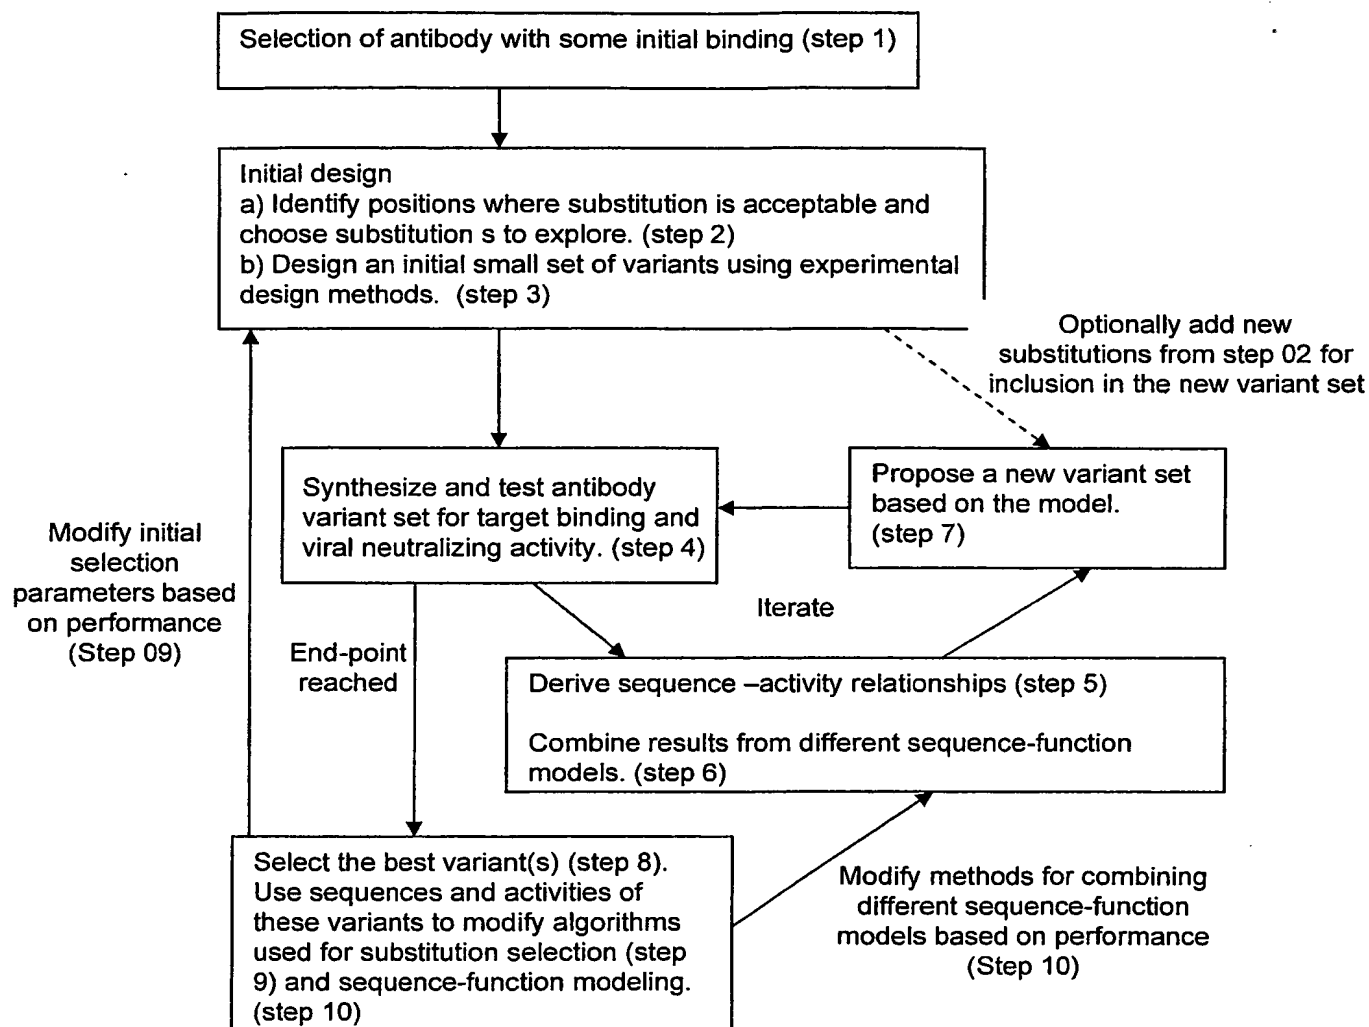 Selection of antibody with some initial binding (step 1)
Initial design
a) Identify positions where substitution is acceptable and
choose substitution s to explore. (step 2)
b) Design an initial small set of variants using experimental
design methods.  (step 3)
Optionally add new
substitutions from step 02 for
inclusion in the new variant set
Synthesize and test antibody
variant set for target binding and
viral neutralizing activity. (step 4)
Propose a new variant set
based on the model.
(step 7)
Modify initial
selection
parameters based
on performance
(Step 09)
Iterate
End-point
reached
Derive sequence –activity relationships (step 5)
Combine results from different sequence-function
models. (step 6)
Select the best variant(s) (step 8).
Use sequences and activities of
these variants to modify algorithms
used for substitution selection (step
9) and sequence-function modeling.
(step 10)
Modify methods for combining
different sequence-function
models based on performance
(Step 10)